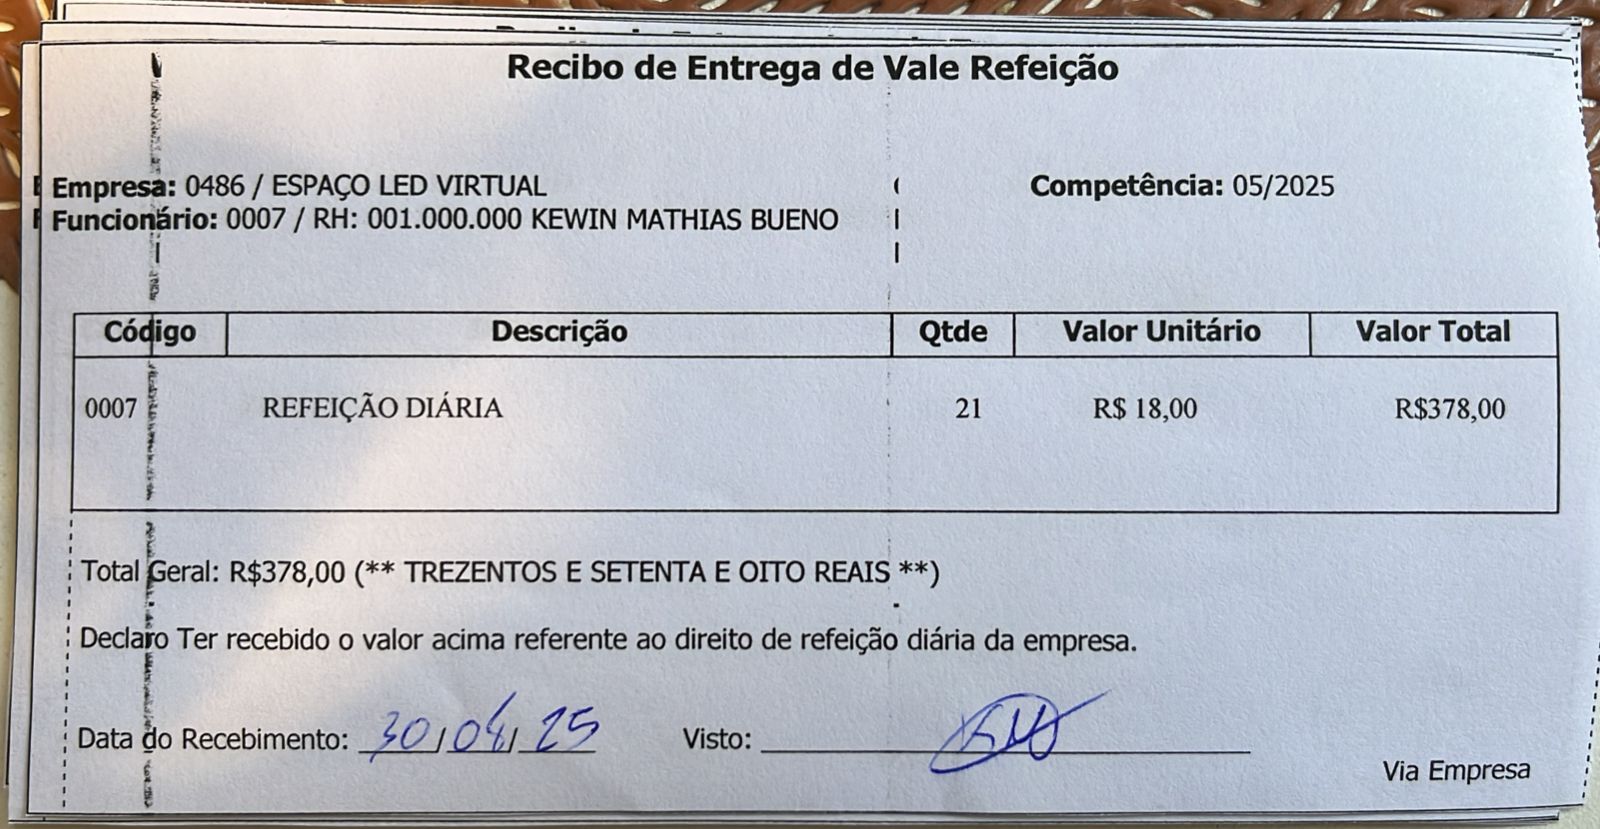 Recibo de Entrega de Vale Refeição
Empresa: 0486 / ESPAÇO LED VIRTUAL
Competência: 05/2025
Funcionário: 0007 / RH: 001.000.000 KEWIN MATHIAS BUENO
Código Descrição Qtde Valor Unitário Valor Total
0007 REFEIÇÃO DIÁRIA 21 R$ 18,00 R$378,00
Total Geral: R$378,00 (** TREZENTOS E SETENTA E OITO REAIS **)
Declaro Ter recebido o valor acima referente ao direito de refeição diária da empresa.
Data do Recebimento: 30/04/25 Visto:
Via Empresa